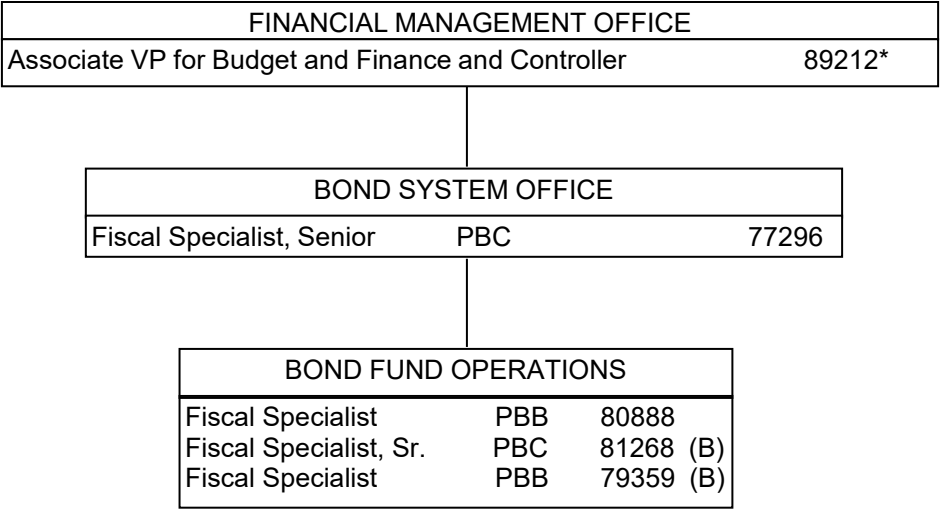 FINANCIAL MANAGEMENT OFFICE
Associate VP for Budget and Finance and Controller 89212*
BOND SYSTEM OFFICE
Fiscal Specialist, Senior PBC 77296
BOND FUND OPERATIONS
Fiscal Specialist PBB 80888
Fiscal Specialist, Sr. PBC 81268 (B)
Fiscal Specialist PBB 79359 (B)